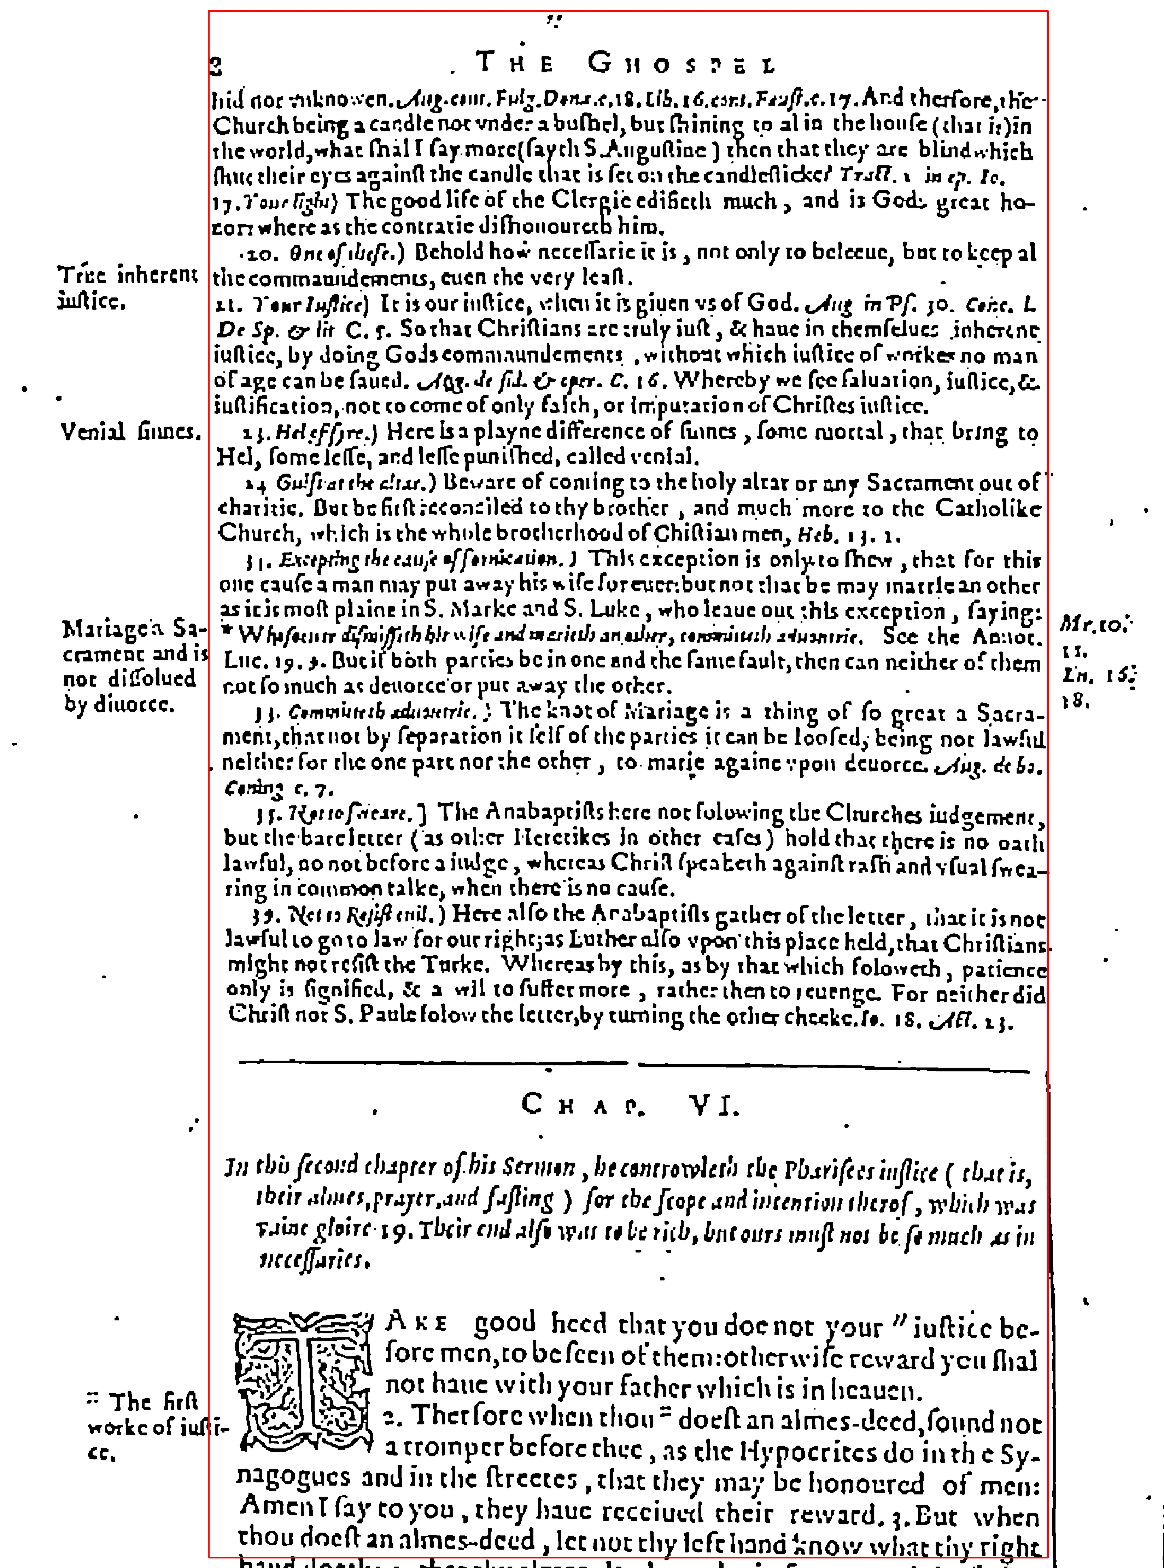 THE GHOSPEL
hid nor vnknowen. Aug. cont. Fulg. Donat. c. 18. Lib. 16. cont. Faust. c. 17. And therfore, the
Church being a candle not vnder a bushel, but shining to al in the house (that is) in
the world, what shal I say more (sayth S. Augustine) then that they are blind which
shut their eyes against the candle that is set on the candlesticke? Tract. 1 in ep. Io.
17. Your light) The good life of the Clergie edifieth much, and is Gods great ho-
nor: where as the contrarie dishonoureth him.
20. One of these.) Behold how necessarie it is, not only to beleeue, but to keep al
True inherent
iustice.
the commaundements, euen the very least.
21. Your Iustice) It is our iustice, when it is giuen vs of God. Aug in Ps. 30. Conc. I.
De Sp. & lit C. 5. So that Christians are truly iust, & haue in themselues inherent
iustice, by doing Gods commaundements, without which iustice of workes no man
of age can be saued. Aug. de fid. & oper. C. 16. Whereby we see saluation, iustice, &
iustification, not to come of only faith, or imputation of Christes iustice.
Venial sinnes.
23. Hel of fyre.) Here is a playne difference of sinnes, some mortal, that bring to
Hel, some lesse, and lesse punished, called venial.
24 Guift at the altar.) Beware of coming to the holy altar or any Sacrament out of
charitie. But be first reconciled to thy brother, and much more to the Catholike
Church, which is the whole brotherhood of Chistian men, Heb. 13. 1.
31. Excepting the cause of fornication.) This exception is only to shew, that for this
one cause a man may put away his wife for euer: but not that he may marrie an other
as it is most plaine in S. Marke and S. Luke, who leaue out this exception, saying:
Mariage a Sa-
crament and is
not dissolued
by diuorce.
* Whosoeuer dismisseth his wife and marieth an other, committeth aduoutrie. See the Annot.
Mr. 10.
11.
Lu. 16.
18.
Luc. 19. 9. But if both parties be in one and the same fault, then can neither of them
not so much as deuorce or put away the other.
33. Committeth aduoutrie.) The knot of Mariage is a thing of so great a Sacra-
ment, that not by separation it self of the parties it can be loosed, being not lawful
neither for the one part nor the other, to marie againe vpon deuorce. Aug. de bo.
Coniug c. 7.
35. Not to sweare.] The Anabaptists here not folowing the Churches iudgement,
but the bare letter (as other Heretikes in other cases) hold that there is no oath
lawful, no not before a iudge, whereas Christ speaketh against rash and vsual swea-
ring in common talke, when there is no cause.
39. Not to Resist euil.) Here also the Anabaptists gather of the letter, that it is not
lawful to go to law for our right; as Luther also vpon this place held, that Christians
might not resist the Turke. Whereas by this, as by that which foloweth, patience
only is signified, & a wil to suffer more, rather then to reuenge. For neither did
Christ nor S. Paule folow the letter, by turning the other cheeke. Io. 18. Act. 23.
CHAP. VI.
In this second chapter of his Sermon, he controwleth the Pharisees iustice (that is,
their almes, prayer, and fasting) for the scope and intention therof, which was
vaine gloire. 19. Their end also was to be rich, but ours must not be so much as in
necessaries.
TAKE good heed that you doe not your " iustice be-
fore men, to be seen of them: otherwise reward you shal
not haue with your father which is in heauen.
:: The first
worke of iusti-
ce.
2. Therfore when thou :: doest an almes-deed, sound not
a tromper before thee, as the Hypocrites do in the Sy-
nagogues and in the streetes, that they may be honoured of men:
Amen I say to you, they haue receiued their reward. 3. But when
thou doest an almes-deed, let not thy left hand know what thy right